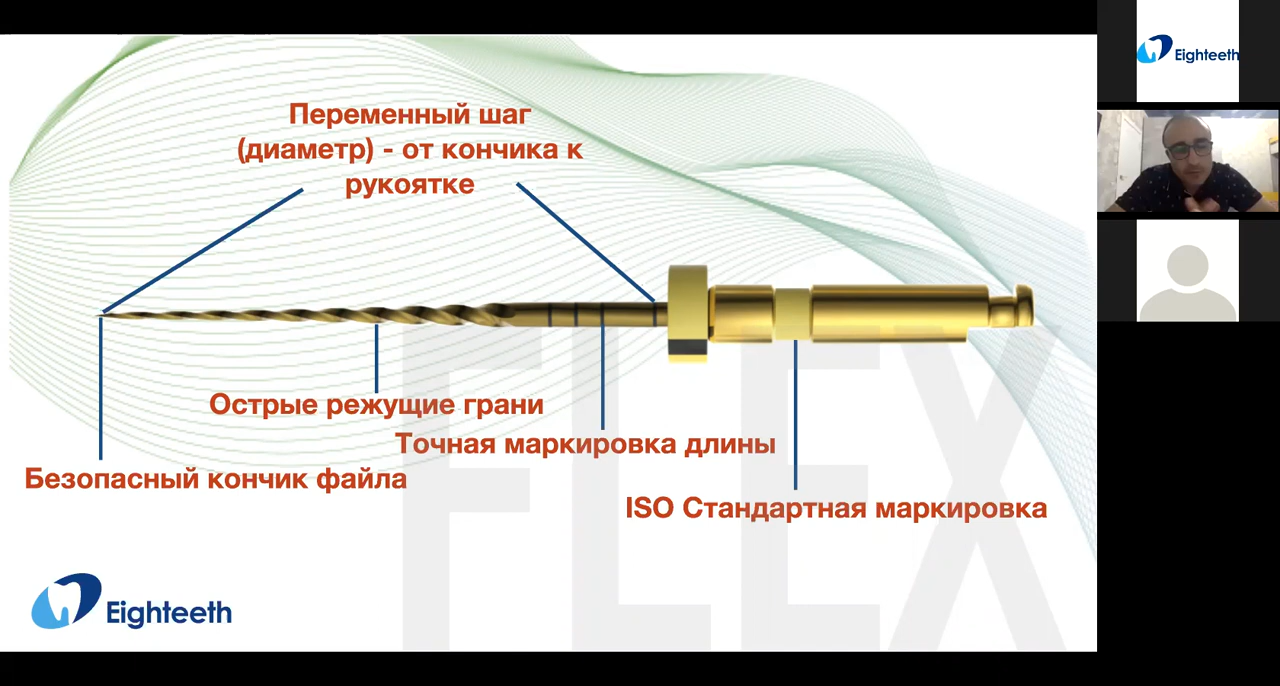 Переменный шаг
(диаметр) - от кончика к
рукоятке
Острые режущие грани
Точная маркировка длины
Безопасный кончик файла
ISO Стандартная маркировка
FLEX
Eighteeth
Eighteeth